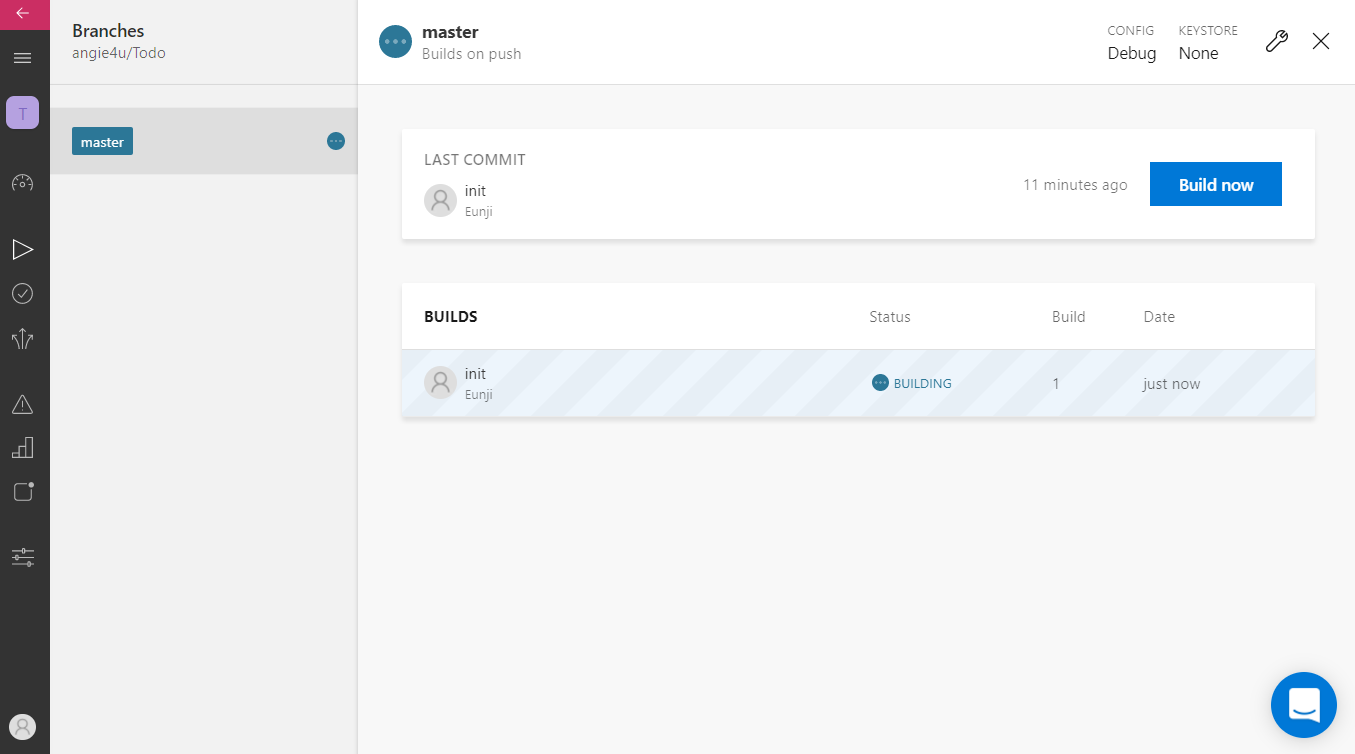 Branches
angie4u/Todo
T
master
master
Builds on push
CONFIG
Debug
KEYSTORE
None
LAST COMMIT
init
Eunji
11 minutes ago
Build now
BUILDS Status Build Date
init
Eunji
BUILDING
1
just now